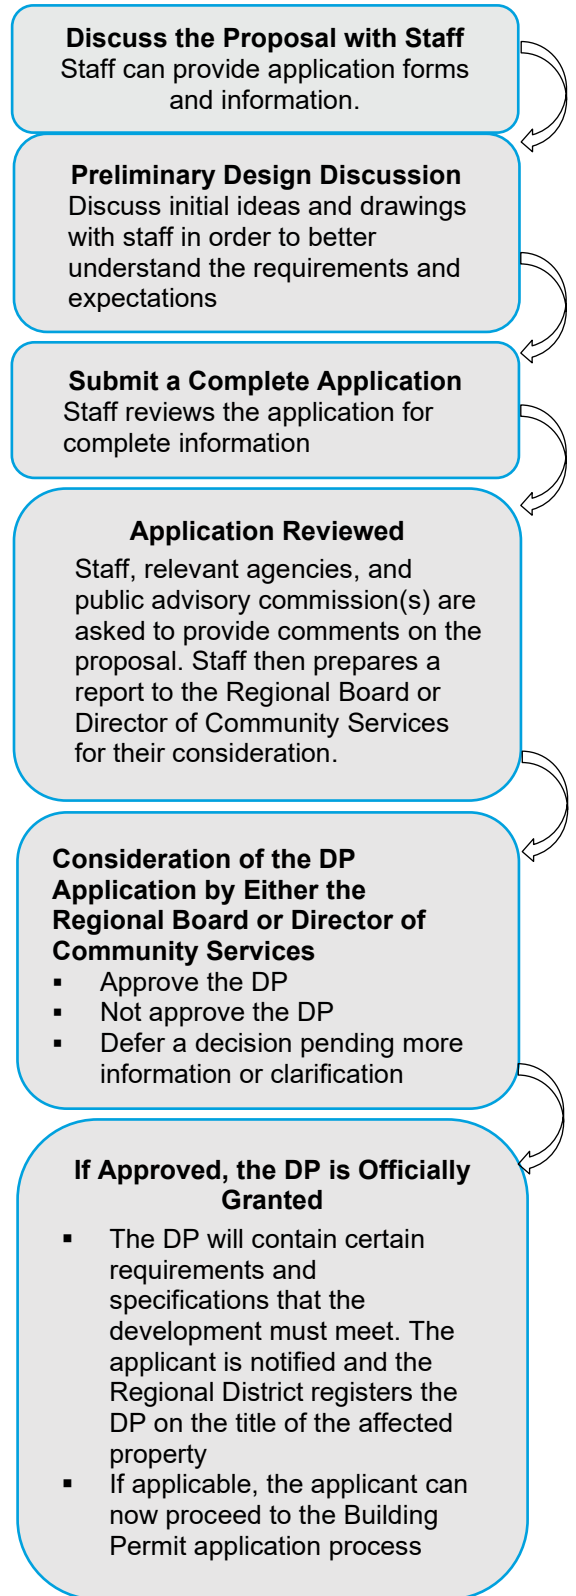 Discuss the Proposal with Staff
Staff can provide application forms
and information.
Preliminary Design Discussion
Discuss initial ideas and drawings
with staff in order to better
understand the requirements and
expectations
Submit a Complete Application
Staff reviews the application for
complete information
Application Reviewed
Staff, relevant agencies, and
public advisory commission(s) are
asked to provide comments on the
proposal. Staff then prepares a
report to the Regional Board or
Director of Community Services
for their consideration.
Consideration of the DP
Application by Either the
Regional Board or Director of
Community Services
▪ Approve the DP
▪ Not approve the DP
▪ Defer a decision pending more
information or clarification
If Approved, the DP is Officially
Granted
▪ The DP will contain certain
requirements and
specifications that the
development must meet. The
applicant is notified and the
Regional District registers the
DP on the title of the affected
property
▪ If applicable, the applicant can
now proceed to the Building
Permit application process